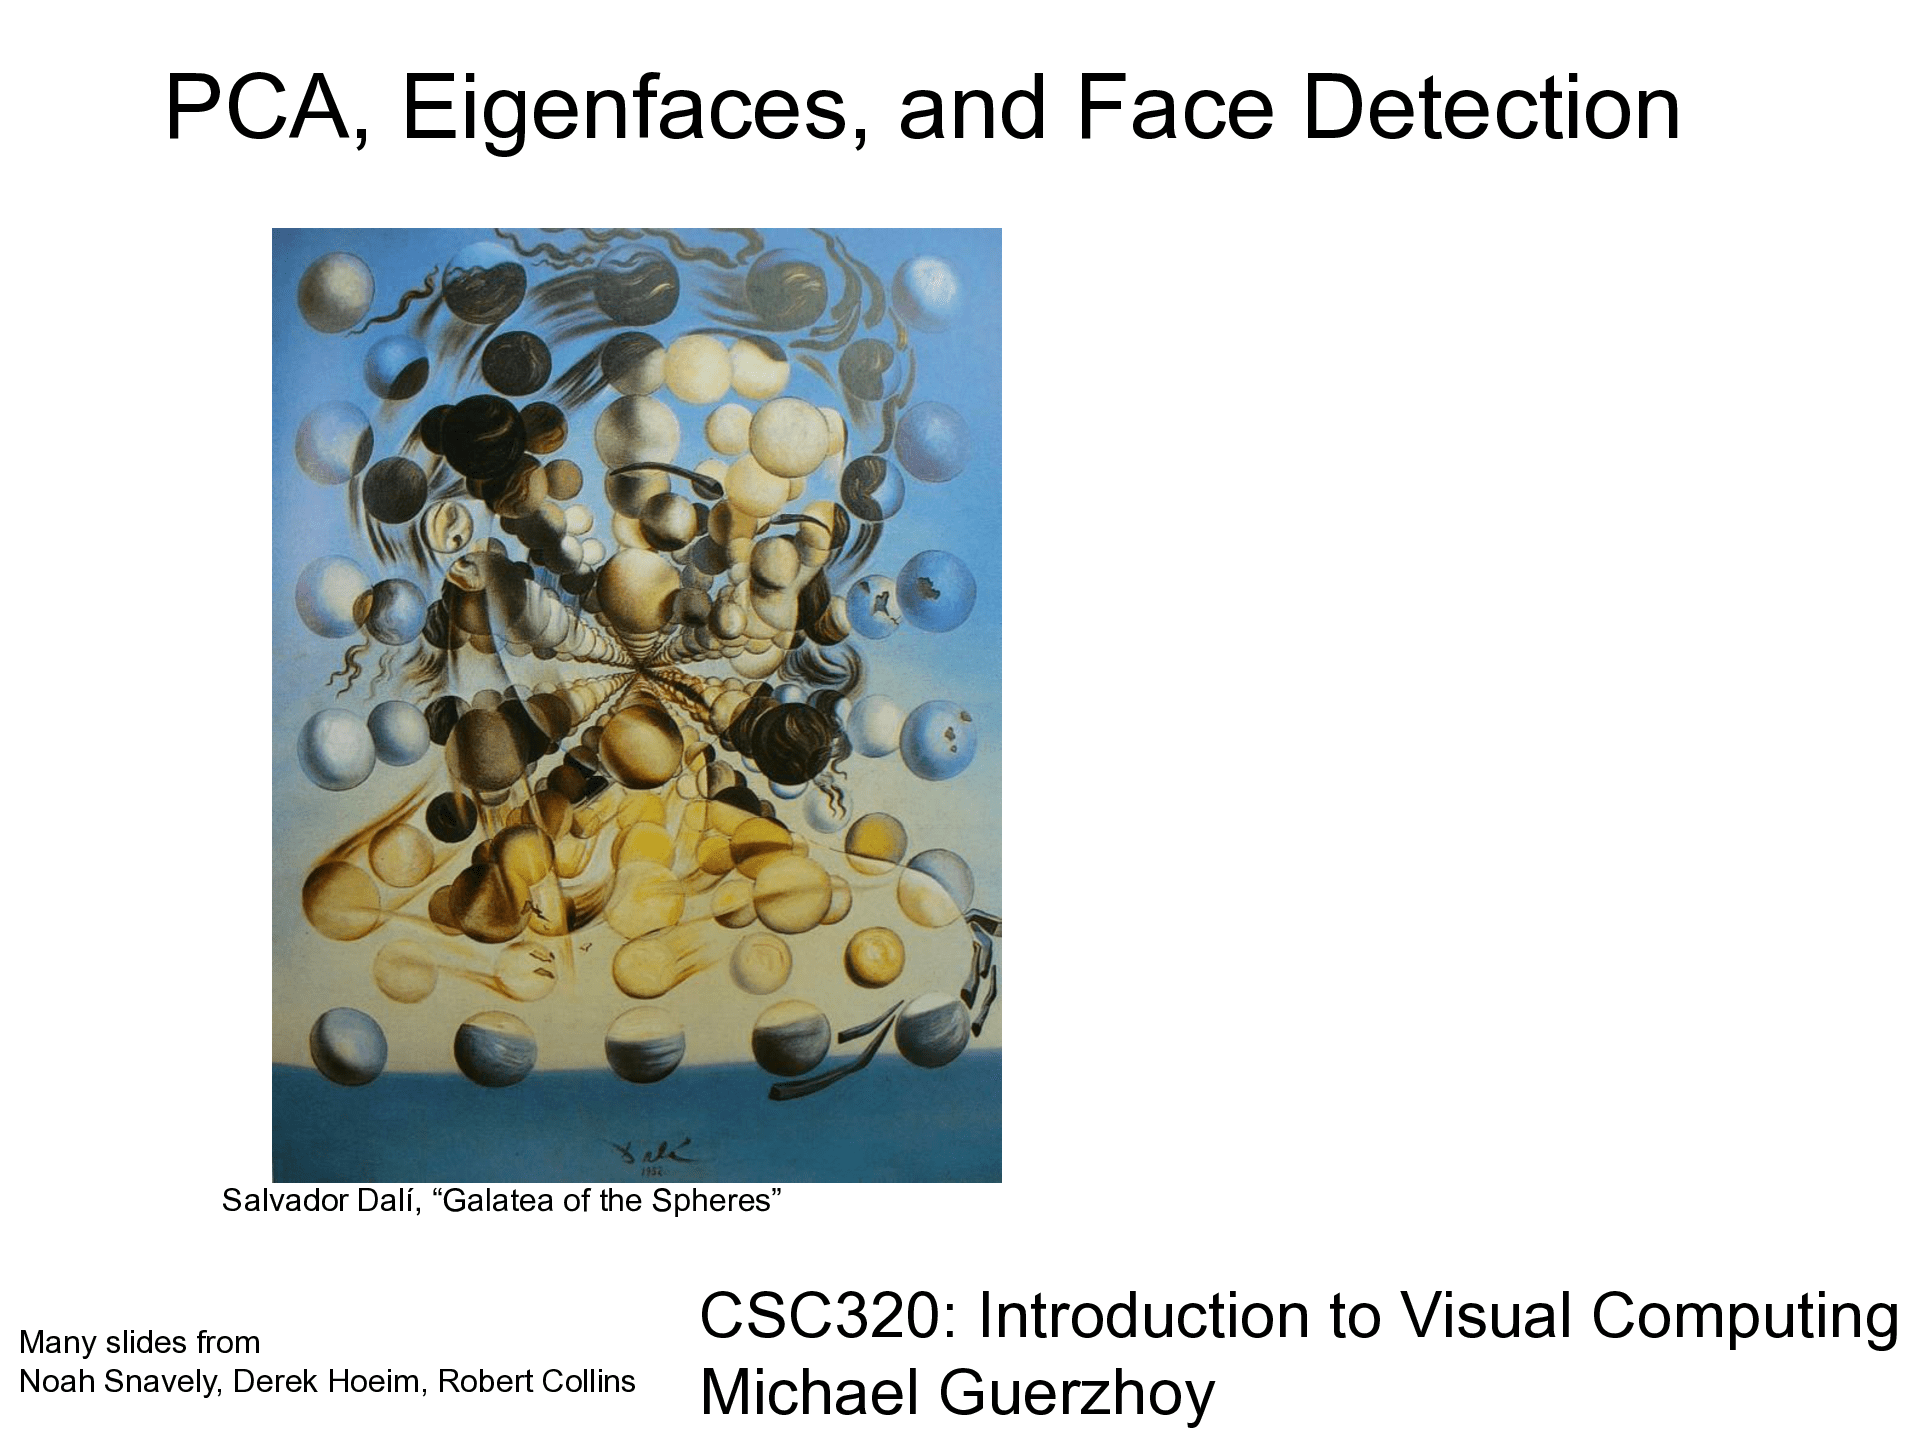 PCA, Eigenfaces, and Face Detection
Dalí
1952
Salvador Dalí, “Galatea of the Spheres”
Many slides from
Noah Snavely, Derek Hoeim, Robert Collins
CSC320: Introduction to Visual Computing
Michael Guerzhoy